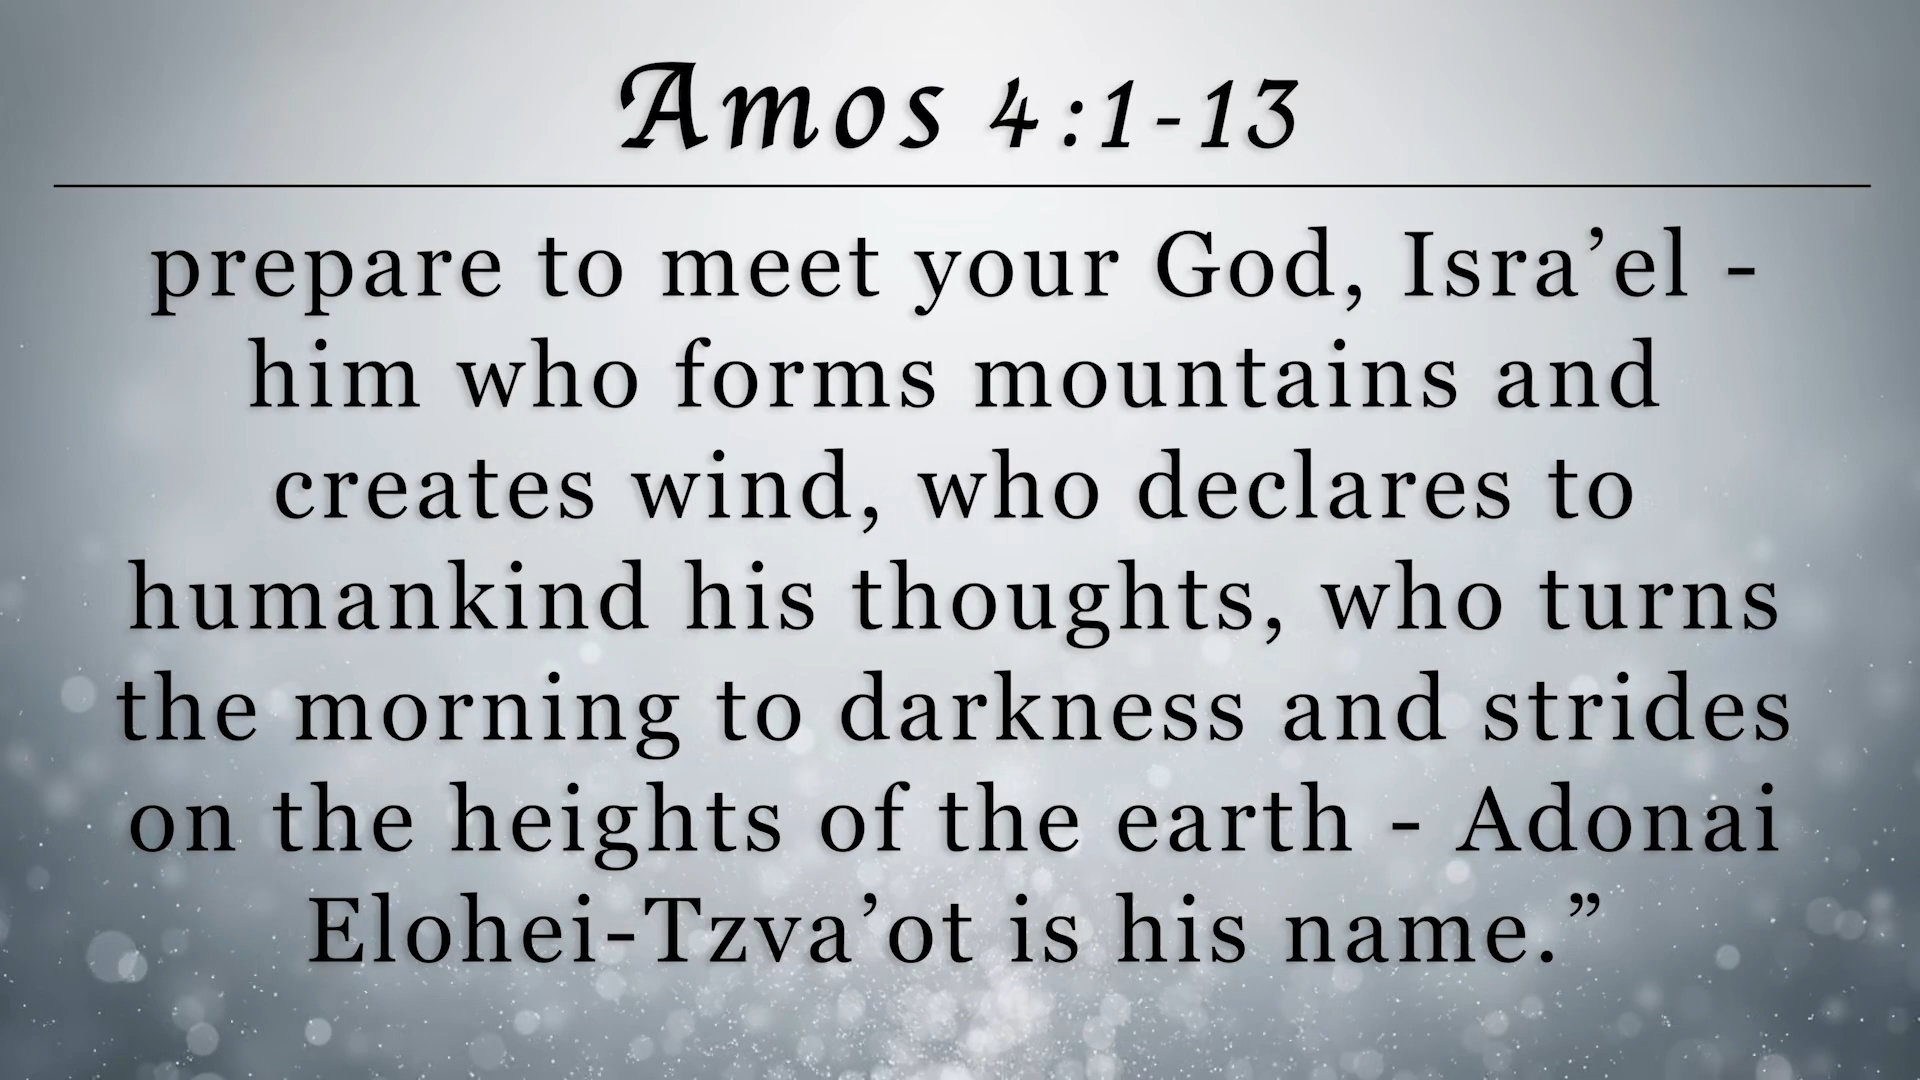 Amos 4:1-13
prepare to meet your God, Isra’el -
him who forms mountains and
creates wind, who declares to
humankind his thoughts, who turns
the morning to darkness and strides
on the heights of the earth - Adonai
Elohei-Tzva’ot is his name.”